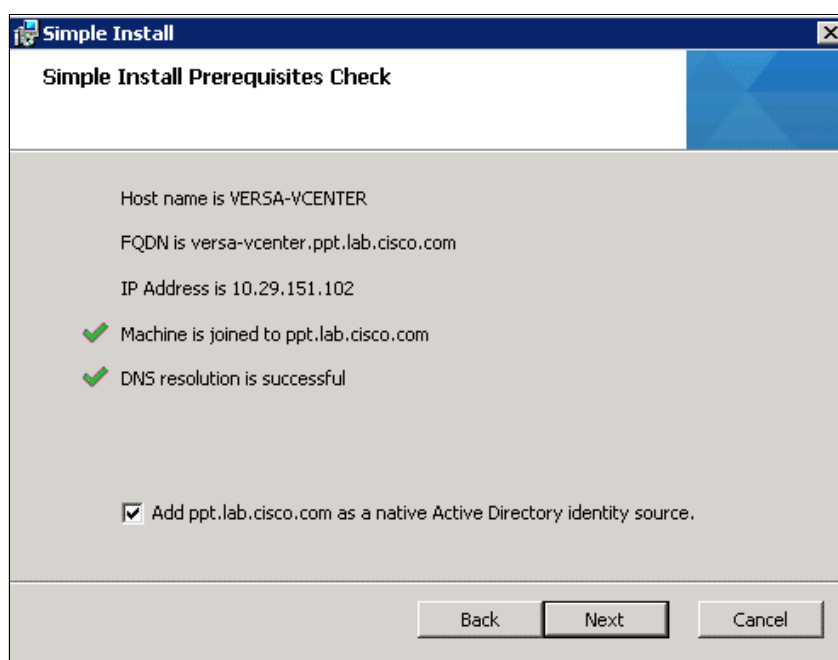 Simple Install
Simple Install Prerequisites Check
Host name is VERSA-VCENTER
FQDN is versa-vcenter.ppt.lab.cisco.com
IP Address is 10.29.151.102
Machine is joined to ppt.lab.cisco.com
DNS resolution is successful
Add ppt.lab.cisco.com as a native Active Directory identity source.
Back Next Cancel